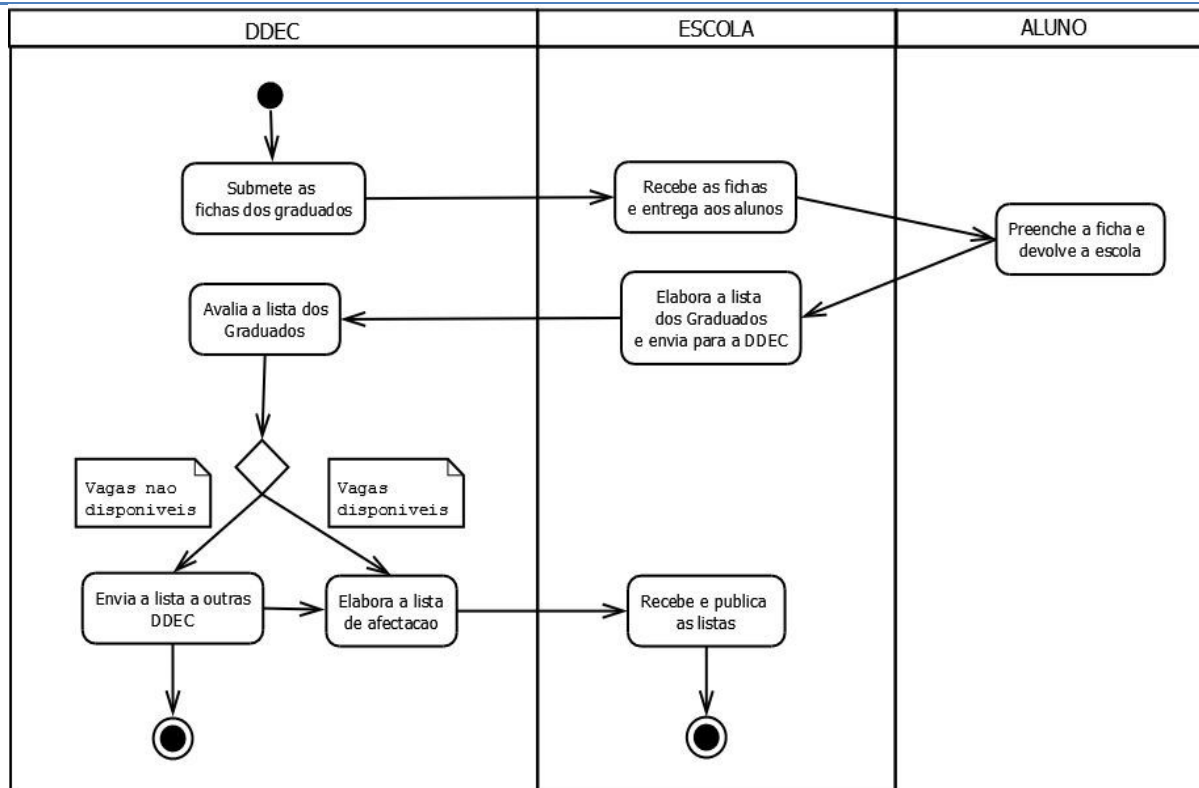 DDEC
ESCOLA
ALUNO
Submete as
fichas dos graduados
Recebe as fichas
e entrega aos alunos
Preenche a ficha e
devolve a escola
Avalia a lista dos
Graduados
Elabora a lista
dos Graduados
e envia para a DDEC
Vagas nao
disponiveis
Vagas
disponiveis
Envia a lista a outras
DDEC
Elabora a lista
de afectacao
Recebe e publica
as listas